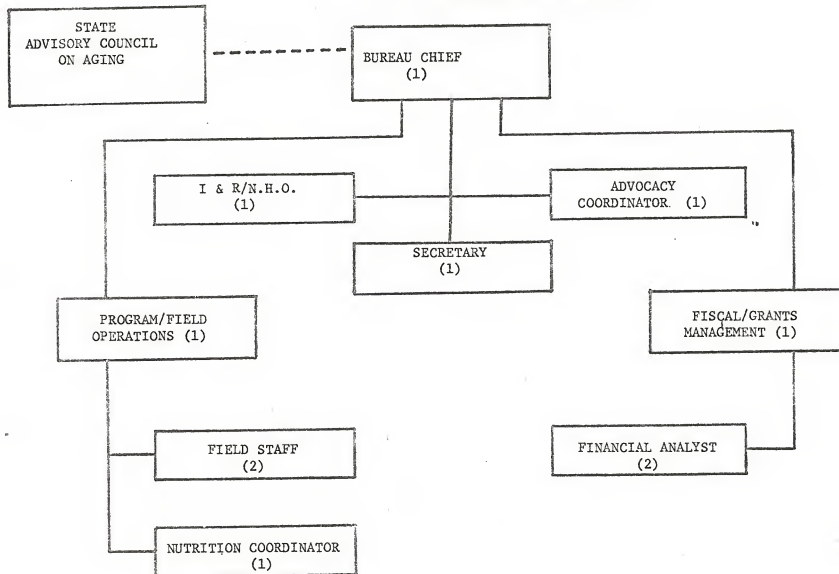 STATE
ADVISORY COUNCIL
ON AGING
BUREAU CHIEF
(1)
I & R/N.H.O.
(1)
ADVOCACY
COORDINATOR. (1)
SECRETARY
(1)
PROGRAM/FIELD
OPERATIONS (1)
FISCAL/GRANTS
MANAGEMENT (1)
FIELD STAFF
(2)
FINANCIAL ANALYST
(2)
NUTRITION COORDINATOR
(1)